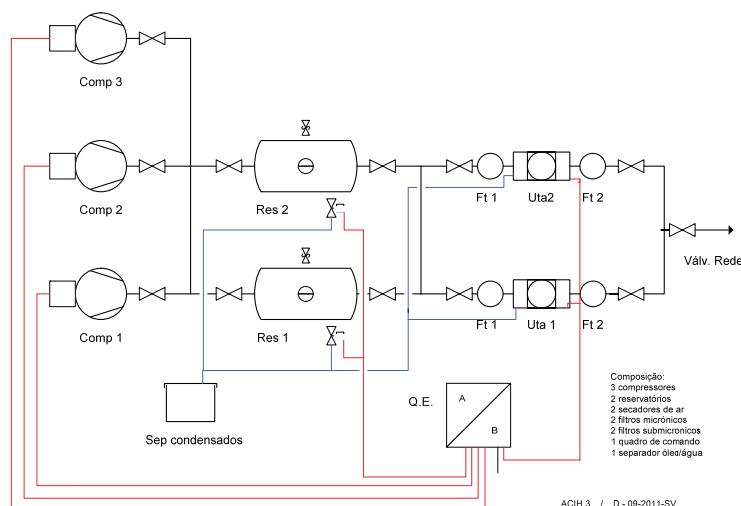 Comp 3
Comp 2
Res 2
Ft 1
Uta2
Ft 2
Válv. Rede
Comp 1
Res 1
Ft 1
Uta 1
Ft 2
Sep condensados
Q.E.
A
B
Composição:
3 compressores
2 reservatórios
2 secadores de ar
2 filtros micrónicos
2 filtros submicronicos
1 quadro de comando
1 separador óleo/água
ACIH 3 / D - 09-2011-SV